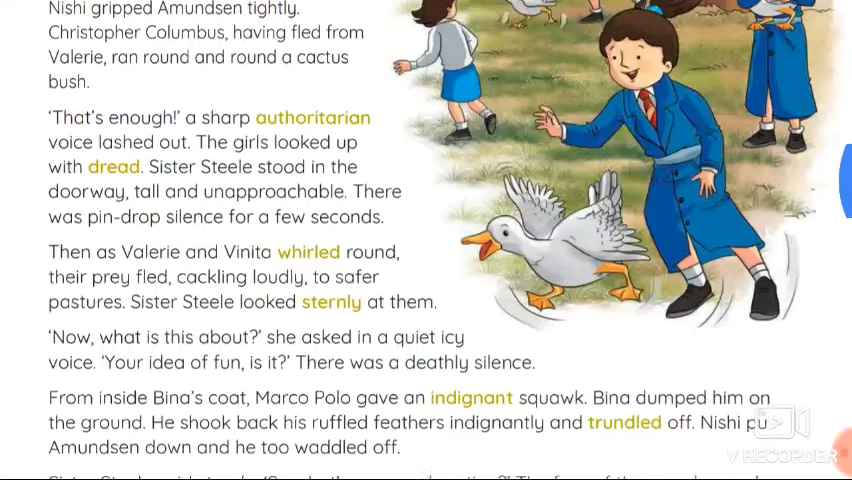 Nishi gripped Amundsen tightly.
Christopher Columbus, having fled from
Valerie, ran round and round a cactus
bush.
‘That’s enough!’ a sharp authoritarian
voice lashed out. The girls looked up
with dread. Sister Steele stood in the
doorway, tall and unapproachable. There
was pin-drop silence for a few seconds.
Then as Valerie and Vinita whirled round,
their prey fled, cackling loudly, to safer
pastures. Sister Steele looked sternly at them.
‘Now, what is this about?’ she asked in a quiet icy
voice. ‘Your idea of fun, is it?’ There was a deathly silence.
From inside Bina’s coat, Marco Polo gave an indignant squawk. Bina dumped him on
the ground. He shook back his ruffled feathers indignantly and trundled off. Nishi pu
Amundsen down and he too waddled off.
RECORDER